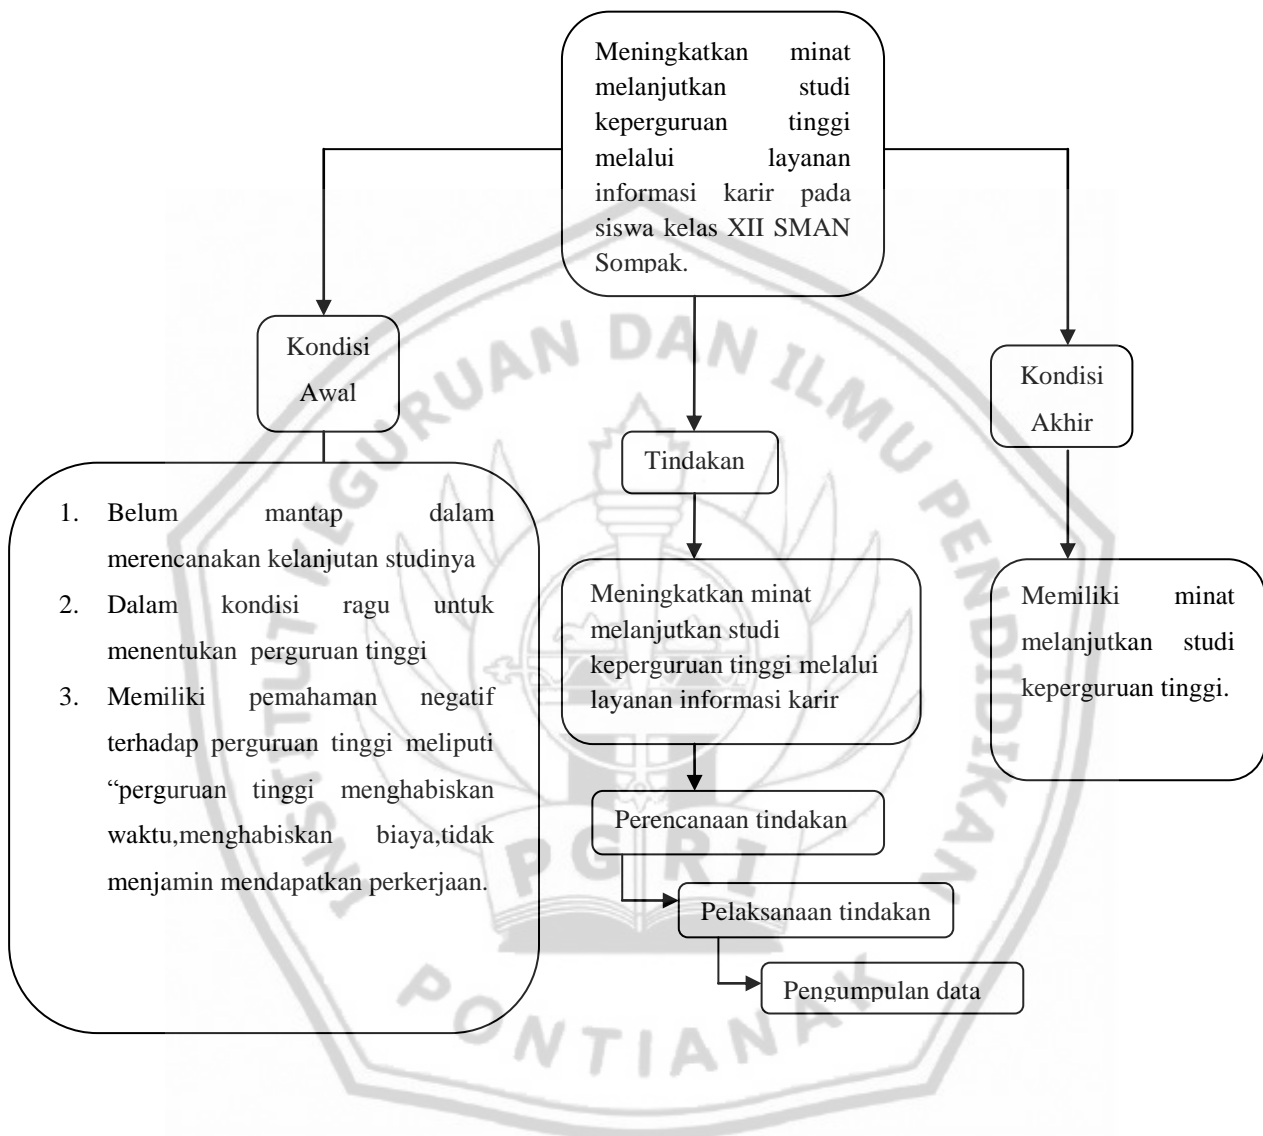 Meningkatkan minat
melanjutkan studi
keperguruan tinggi
melalui layanan
informasi karir pada
siswa kelas XII SMAN
Sompak.
Kondisi
Awal
Kondisi
Akhir
Tindakan
1. Belum mantap dalam
merencanakan kelanjutan studinya
2. Dalam kondisi ragu untuk
menentukan perguruan tinggi
3. Memiliki pemahaman negatif
terhadap perguruan tinggi meliputi
“perguruan tinggi menghabiskan
waktu,menghabiskan biaya,tidak
menjamin mendapatkan perkerjaan.
Meningkatkan minat
melanjutkan studi
keperguruan tinggi melalui
layanan informasi karir
Memiliki minat
melanjutkan studi
keperguruan tinggi.
Perencanaan tindakan
Pelaksanaan tindakan
Pengumpulan data
INSTITUT KEGURUAN DAN ILMU PENDIDIKAN
PGRI
PONTIANAK